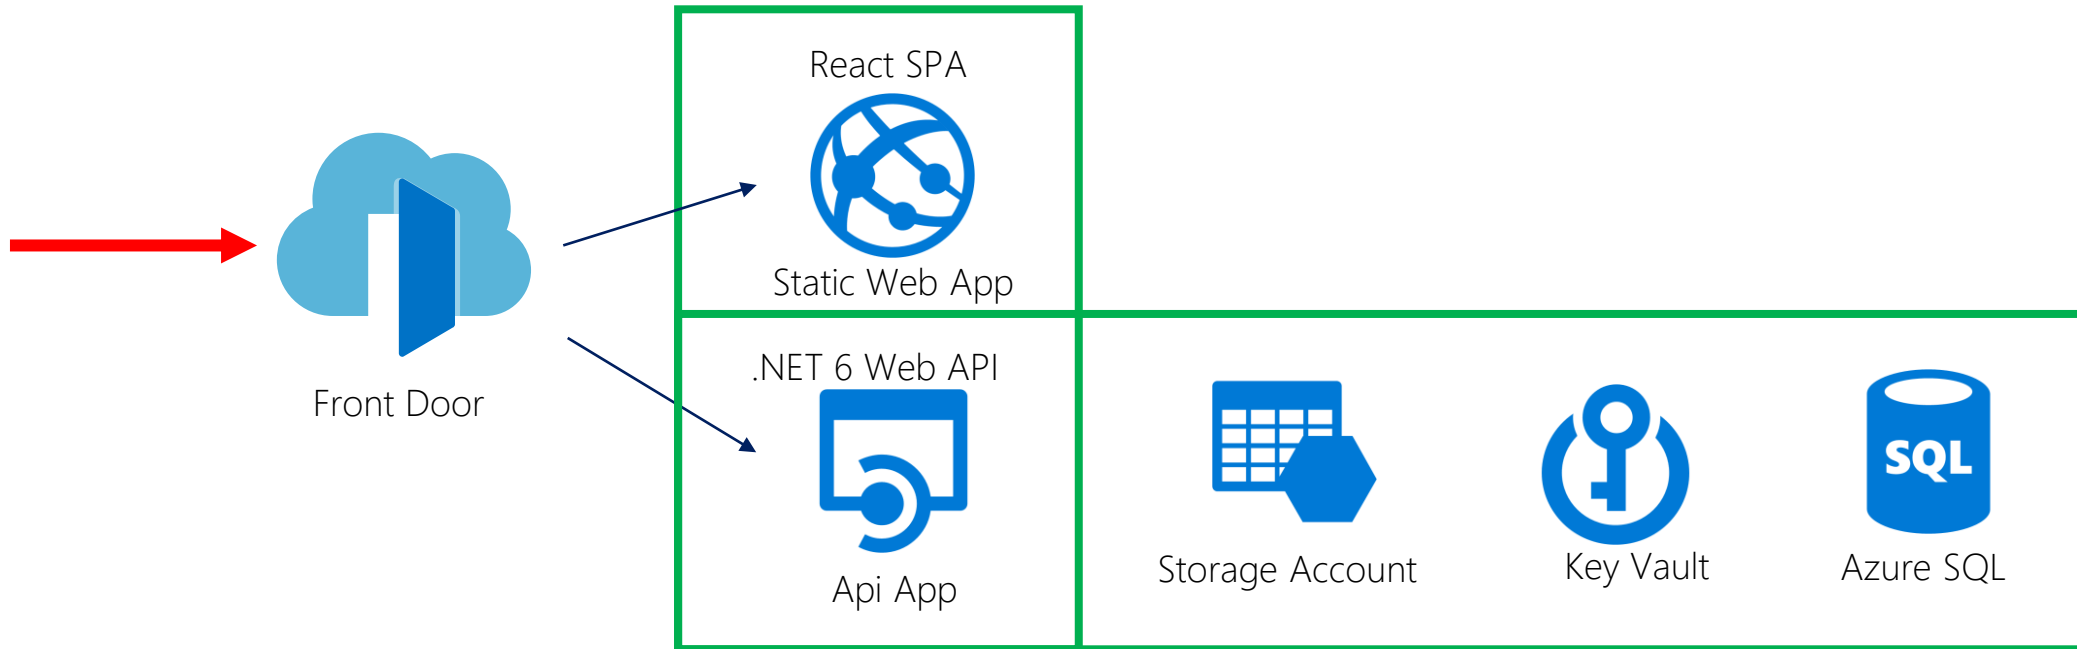 React SPA
Static Web App
Front Door
.NET 6 Web API
Api App
Storage Account
Key Vault
SQL
Azure SQL